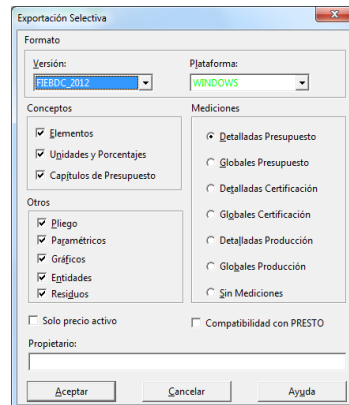 Exportación Selectiva
Formato
Versión:
FIEBDC_2012
Plataforma:
WINDOWS
Conceptos
Elementos
Unidades y Porcentajes
Capítulos de Presupuesto
Otros
Pliego
Paramétricos
Gráficos
Entidades
Residuos
Mediciones
Detalladas Presupuesto
Globales Presupuesto
Detalladas Certificación
Globales Certificación
Detalladas Producción
Globales Producción
Sin Mediciones
Solo precio activo
Compatibilidad con PRESTO
Propietario:
Aceptar
Cancelar
Ayuda